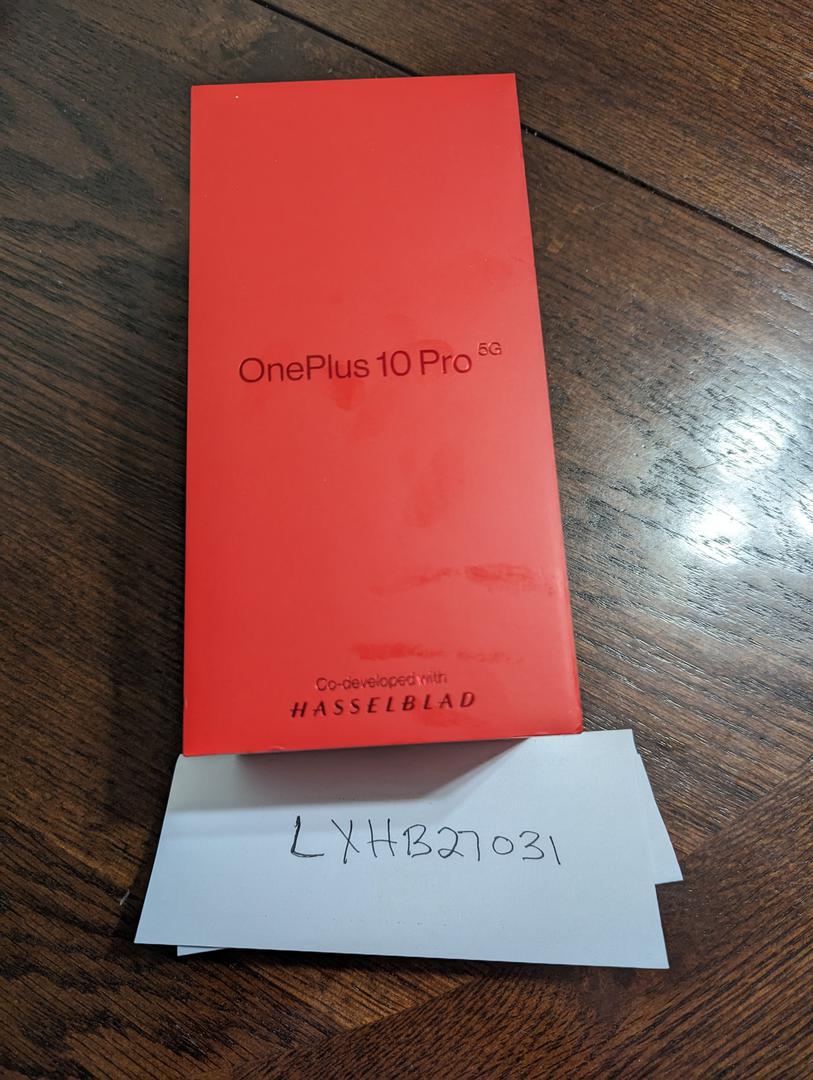 OnePlus 10 Pro 5G
Co-developed with
HASSELBLAD
LXHB27031